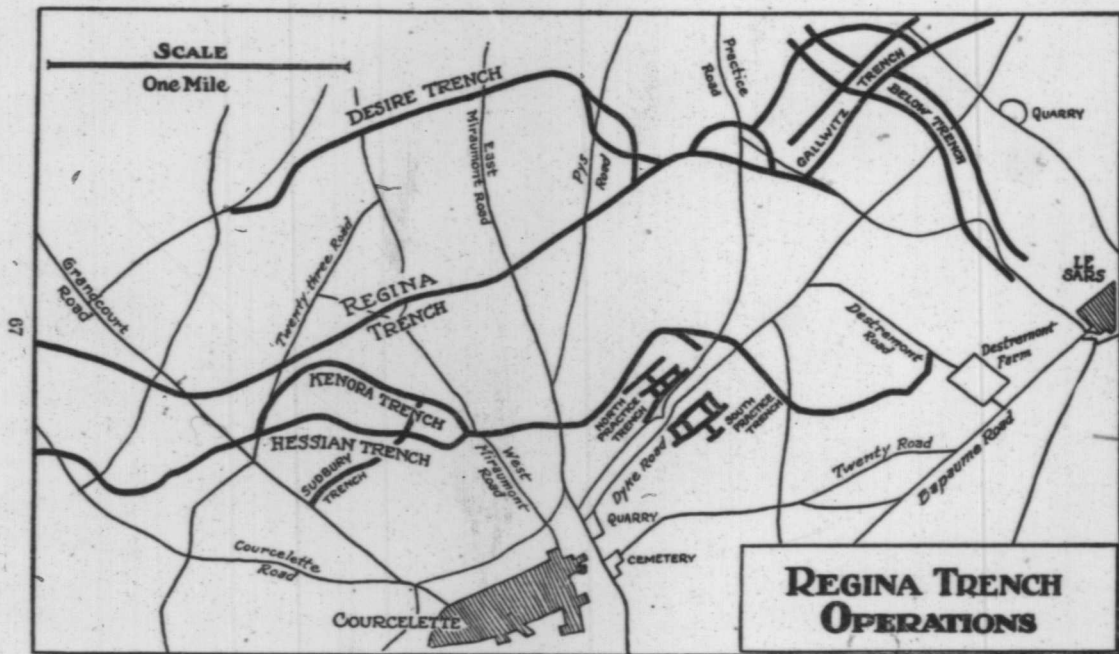 SCALE
One Mile
DESIRE TRENCH
East
Miraumont Road
Pys
Road
Practice
Road
GALLWITZ
TRENCH
BELOW TRENCH
QUARRY
LE
SARS
Grandcourt
Road
Twenty three Road
REGINA
TRENCH
67
KENORA TRENCH
HESSIAN TRENCH
SUDBURY
TRENCH
West
Miraumont
Road
NORTH
PRACTICE
TRENCH
SOUTH
PRACTICE
TRENCH
Dyke Road
Destremont
Road
Destremont
Farm
Twenty Road
Bapaume Road
QUARRY
CEMETERY
Courcelette
Road
COURCELETTE
REGINA TRENCH
OPERATIONS